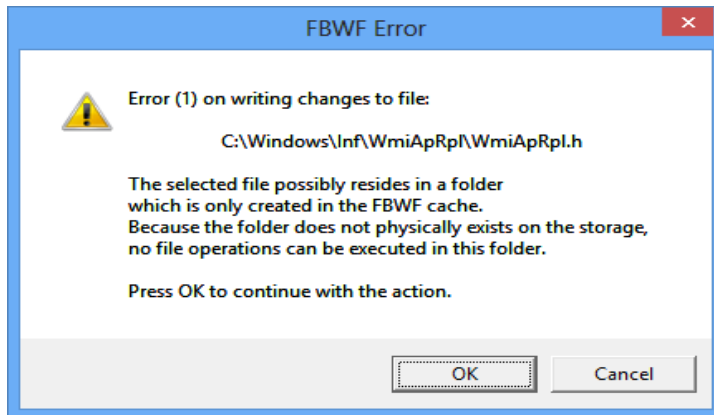 FBWF Error
Error (1) on writing changes to file:
C:\Windows\Inf\WmiApRpl\WmiApRpl.h
The selected file possibly resides in a folder
which is only created in the FBWF cache.
Because the folder does not physically exists on the storage,
no file operations can be executed in this folder.
Press OK to continue with the action.
OK
Cancel